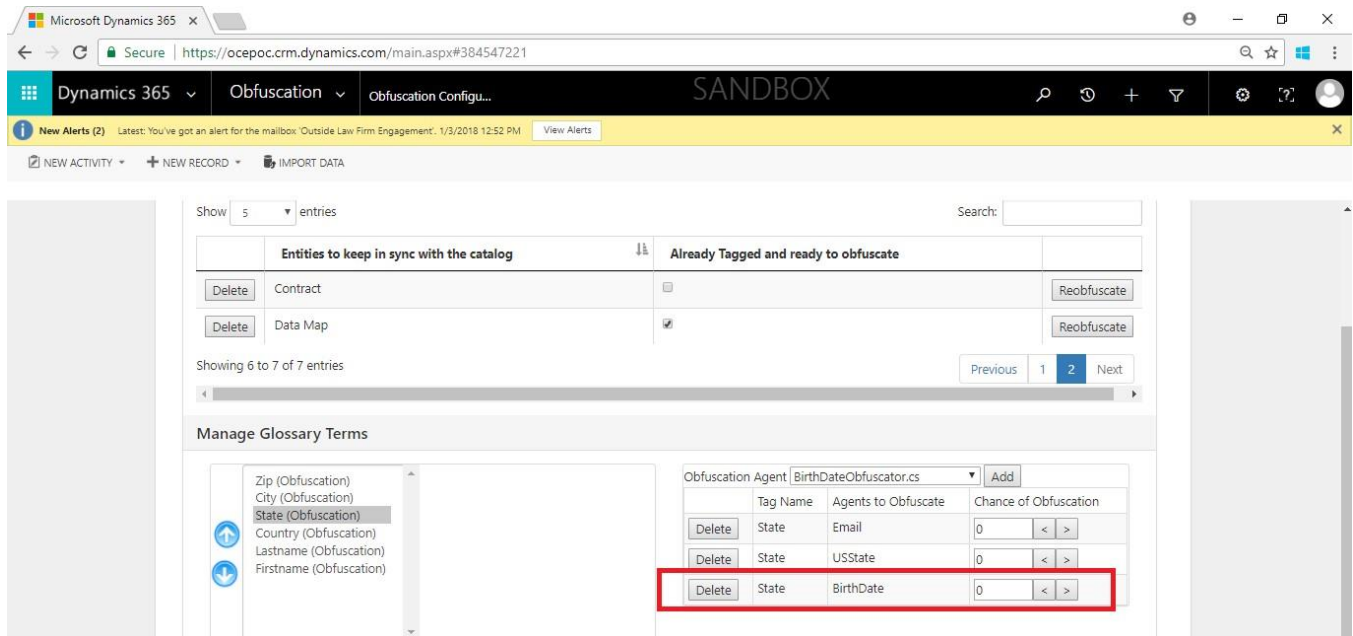 Microsoft Dynamics 365
Secure | https://ocepoc.crm.dynamics.com/main.aspx#384547221
Dynamics 365 Obfuscation Obfuscation Configu... SANDBOX
New Alerts (2) Latest: You've got an alert for the mailbox 'Outside Law Firm Engagement'. 1/3/2018 12:52 PM View Alerts
NEW ACTIVITY NEW RECORD IMPORT DATA
Show 5 entries Search:
Entities to keep in sync with the catalog Already Tagged and ready to obfuscate
Delete Contract Reobfuscate
Delete Data Map Reobfuscate
Showing 6 to 7 of 7 entries Previous 1 2 Next
Manage Glossary Terms
Zip (Obfuscation)
City (Obfuscation)
State (Obfuscation)
Country (Obfuscation)
Lastname (Obfuscation)
Firstname (Obfuscation)
Obfuscation Agent BirthDateObfuscator.cs Add
Tag Name Agents to Obfuscate Chance of Obfuscation
Delete State Email 0 < >
Delete State USState 0 < >
Delete State BirthDate 0 < >